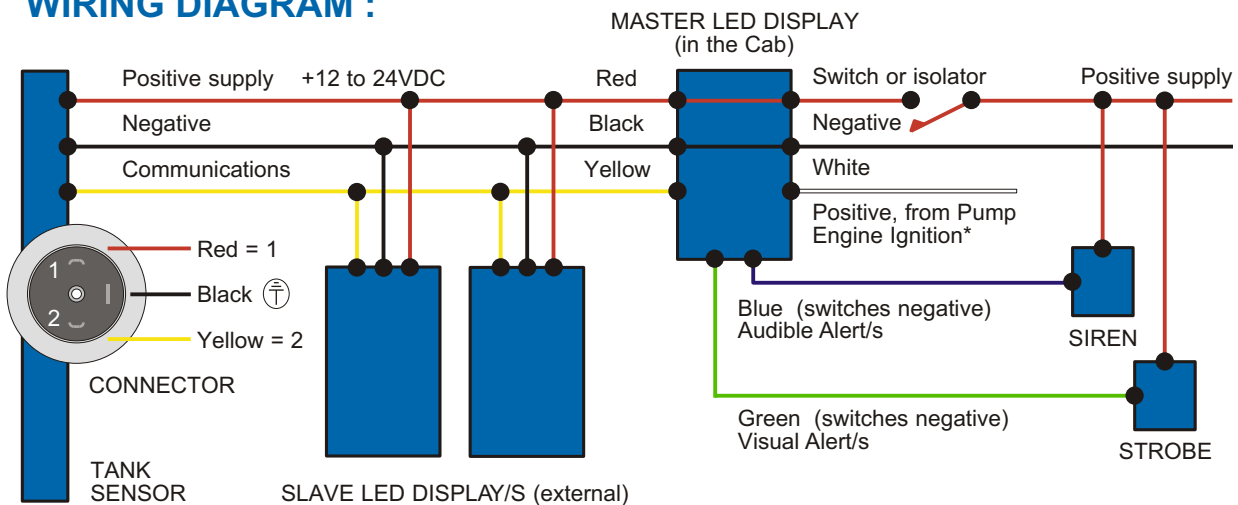 WIRING DIAGRAM :
MASTER LED DISPLAY
(in the Cab)
Positive supply +12 to 24VDC Red
Switch or isolator Positive supply
Negative Black
Negative
Communications Yellow
White
Positive, from Pump
Engine Ignition*
1
2
Red = 1
Black
Yellow = 2
CONNECTOR
TANK
SENSOR
SLAVE LED DISPLAY/S (external)
Blue (switches negative)
Audible Alert/s
SIREN
Green (switches negative)
Visual Alert/s
STROBE